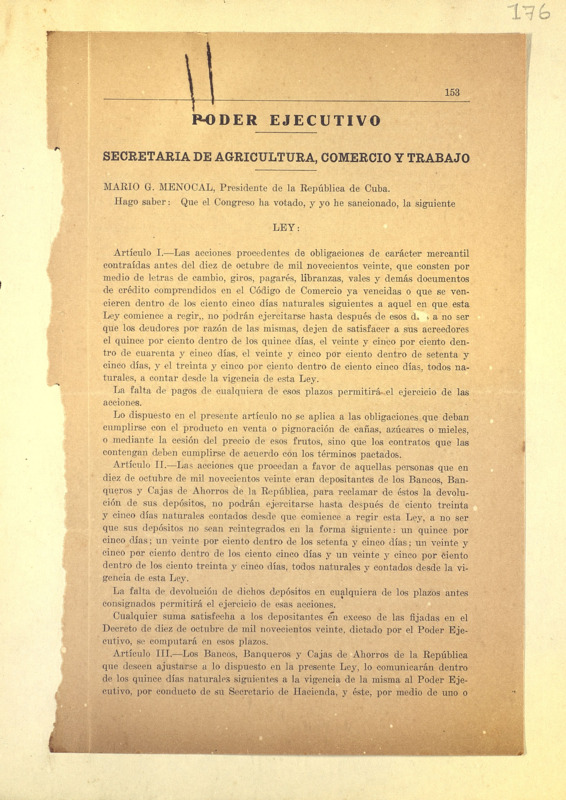 176
153
PODER EJECUTIVO
SECRETARIA DE AGRICULTURA, COMERCIO Y TRABAJO
MARIO G. MENOCAL, Presidente de la República de Cuba.
Hago saber: Que el Congreso ha votado, y yo he sancionado, la siguiente
LEY:
Artículo I.—Las acciones procedentes de obligaciones de carácter mercantil
contraídas antes del diez de octubre de mil novecientos veinte, que consten por
medio de letras de cambio, giros, pagarés, libranzas, vales y demás documentos
de crédito comprendidos en el Código de Comercio ya vencidas o que se ven-
cieren dentro de los ciento cinco días naturales siguientes a aquel en que esta
Ley comience a regir,. no podrán ejercitarse hasta después de esos a no ser
que los deudores por razón de las mismas, dejen de satisfacer a sus acreedores
el quince por ciento dentro de los quince días, el veinte y cinco por ciento den-
tro de cuarenta y cinco días, el veinte y cinco por ciento dentro de setenta y
cinco días, y el treinta y cinco por ciento dentro de ciento cinco días, todos na-
turales, a contar desde la vigencia de esta Ley.
La falta de pagos de cualquiera de esos plazos permitirá el ejercicio de las
acciones.
Lo dispuesto en el presente artículo no se aplica a las obligaciones que deban
cumplirse con el producto en venta o pignoración de cañas, azúcares o mieles,
o mediante la cesión del precio de esos frutos, sino que los contratos que las
contengan deben cumplirse de acuerdo con los términos pactados.
Artículo II.—Las acciones que procedan a favor de aquellas personas que en
diez de octubre de mil novecientos veinte eran depositantes de los Bancos, Ban-
queros y Cajas de Ahorros de la República, para reclamar de éstos la devolu-
ción de sus depósitos, no podrán ejercitarse hasta después de ciento treinta
y cinco días naturales contados desde que comience a regir esta Ley, a no ser
que sus depósitos no sean reintegrados en la forma siguiente: un quince por
cinco días; un veinte por ciento dentro de los setenta y cinco días; un veinte y
cinco por ciento dentro de los ciento cinco días y un veinte y cinco por ciento
dentro de los ciento treinta y cinco días, todos naturales y contados desde la vi-
gencia de esta Ley.
La falta de devolución de dichos depósitos en cualquiera de los plazos antes
consignados permitirá el ejercicio de esas acciones.
Cualquier suma satisfecha a los depositantes en exceso de las fijadas en el
Decreto de diez de octubre de mil novecientos veinte, dictado por el Poder Eje-
cutivo, se computará en esos plazos.
Artículo III.—Los Bancos, Banqueros y Cajas de Ahorros de la República
que deseen ajustarse a lo dispuesto en la presente Ley, lo comunicarán dentro
de los quince días naturales siguientes a la vigencia de la misma al Poder Eje-
cutivo, por conducto de su Secretario de Hacienda, y éste, por medio de uno o